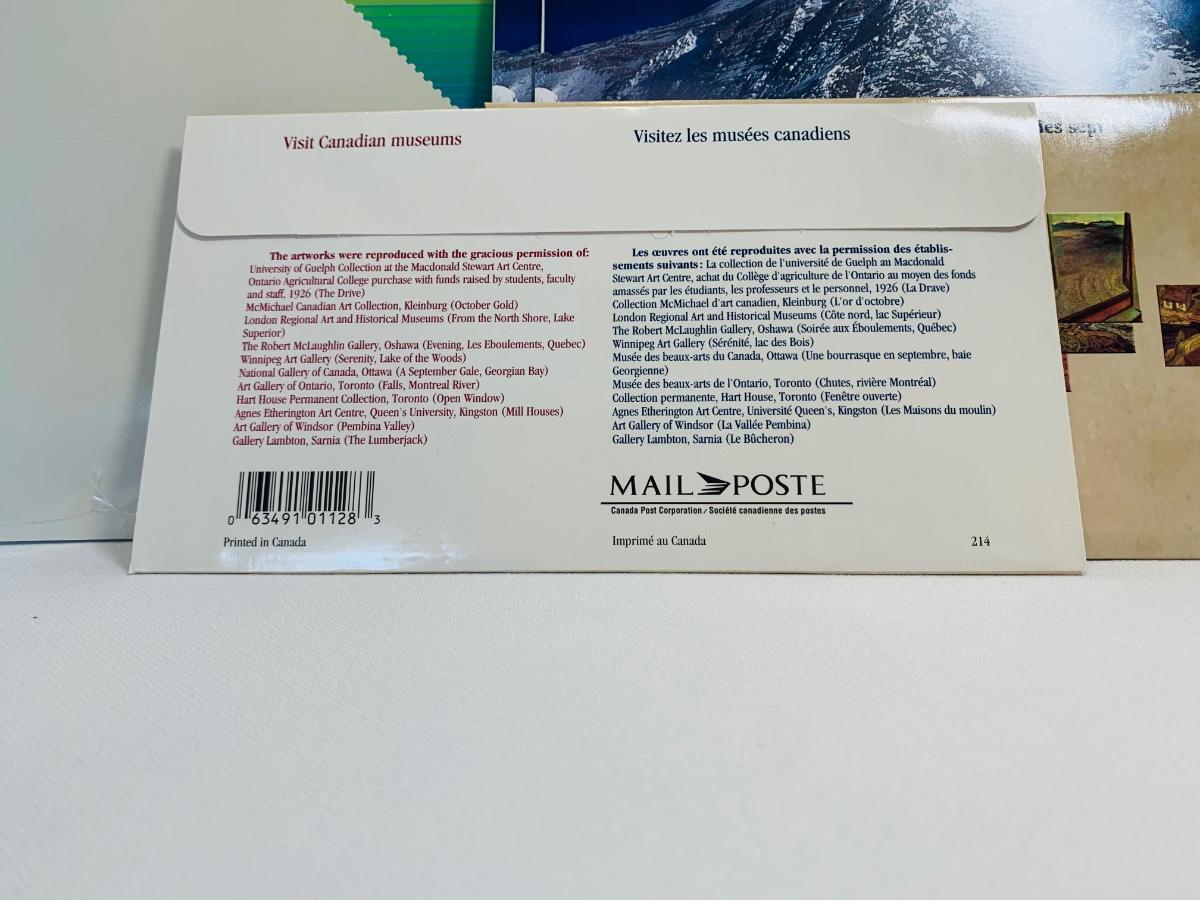 Visit Canadian museums
Visitez les musées canadiens
des sept
The artworks were reproduced with the gracious permission of:
University of Guelph Collection at the Macdonald Stewart Art Centre,
Ontario Agricultural College purchase with funds raised by students, faculty
and staff, 1926 (The Drive)
McMichael Canadian Art Collection, Kleinburg (October Gold)
London Regional Art and Historical Museums (From the North Shore, Lake
Superior)
The Robert McLaughlin Gallery, Oshawa (Evening, Les Eboulements, Quebec)
Winnipeg Art Gallery (Serenity, Lake of the Woods)
National Gallery of Canada, Ottawa (A September Gale, Georgian Bay)
Art Gallery of Ontario, Toronto (Falls, Montreal River)
Hart House Permanent Collection, Toronto (Open Window)
Agnes Etherington Art Centre, Queen's University, Kingston (Mill Houses)
Art Gallery of Windsor (Pembina Valley)
Gallery Lambton, Sarnia (The Lumberjack)
0 63491 01128 3
Printed in Canada
Les œuvres ont été reproduites avec la permission des établis-
sements suivants : La collection de l'université de Guelph au Macdonald
Stewart Art Centre, achat du Collège d'agriculture de l'Ontario au moyen des fonds
amassés par les étudiants, les professeurs et le personnel, 1926 (La Drave)
Collection McMichael d'art canadien, Kleinburg (L'or d'octobre)
London Regional Art and Historical Museums (Côte nord, lac Supérieur)
The Robert McLaughlin Gallery, Oshawa (Soirée aux Éboulements, Québec)
Winnipeg Art Gallery (Sérénité, lac des Bois)
Musée des beaux-arts du Canada, Ottawa (Une bourrasque en septembre, baie
Georgienne)
Musée des beaux-arts de l'Ontario, Toronto (Chutes, rivière Montréal)
Collection permanente, Hart House, Toronto (Fenêtre ouverte)
Agnes Etherington Art Centre, Université Queen's, Kingston (Les Maisons du moulin)
Art Gallery of Windsor (La Vallée Pembina)
Gallery Lambton, Sarnia (Le Bûcheron)
MAIL POSTE
Canada Post Corporation / Société canadienne des postes
Imprimé au Canada
214